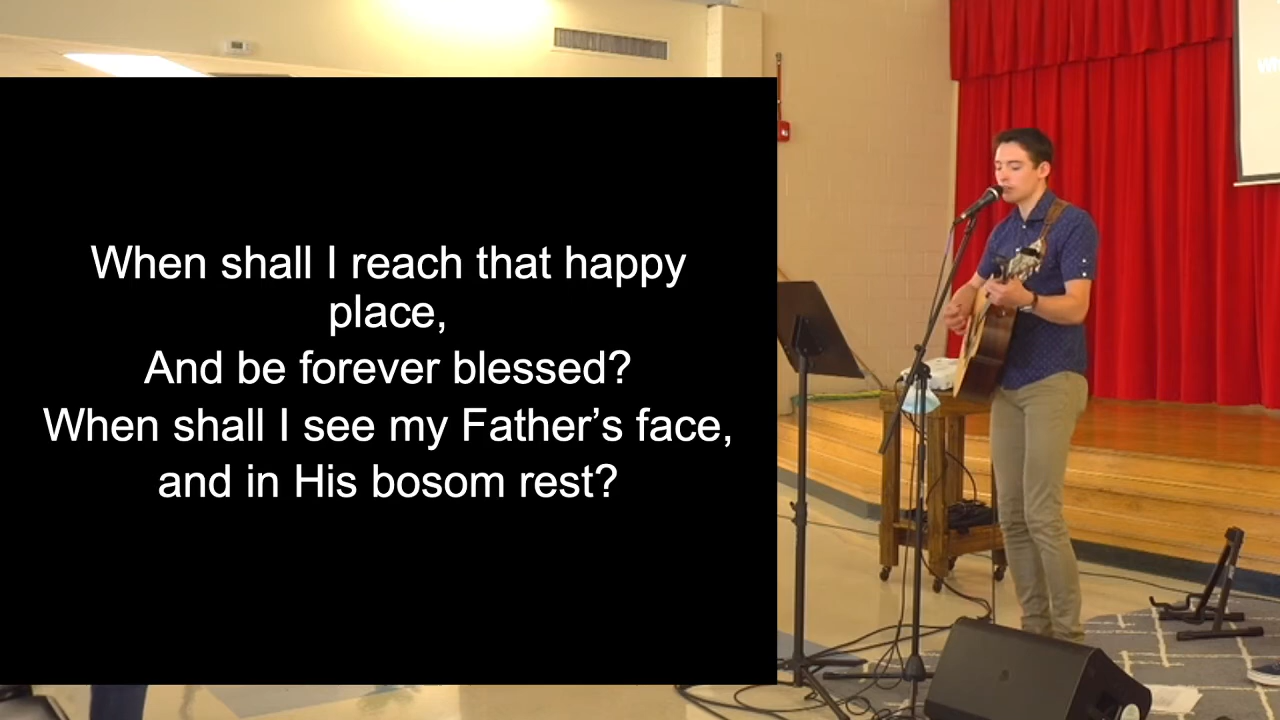 When shall I reach that happy
place,
And be forever blessed?
When shall I see my Father’s face,
and in His bosom rest?